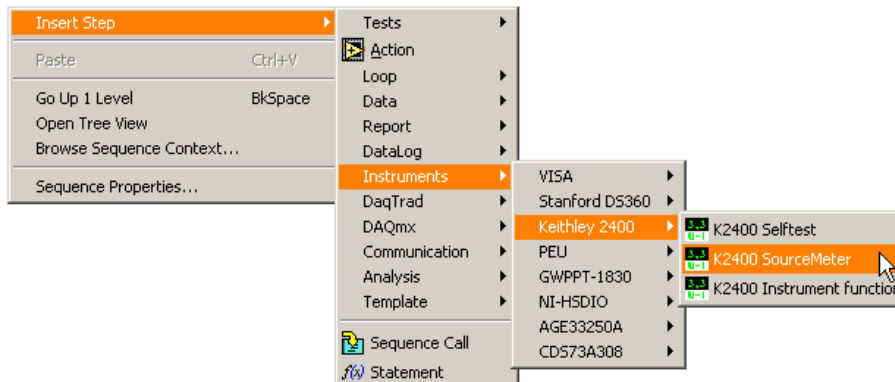 Insert Step
Paste Ctrl+V
Go Up 1 Level BkSpace
Open Tree View
Browse Sequence Context...
Sequence Properties...
Tests
Action
Loop
Data
Report
DataLog
Instruments
DaqTrad
DAQmx
Communication
Analysis
Template
Sequence Call
f(x) Statement
VISA
Stanford DS360
Keithley 2400
PEU
GWPPT-1830
NI-HSDIO
AGE33250A
CDS73A308
K2400 Selftest
K2400 SourceMeter
K2400 Instrument function